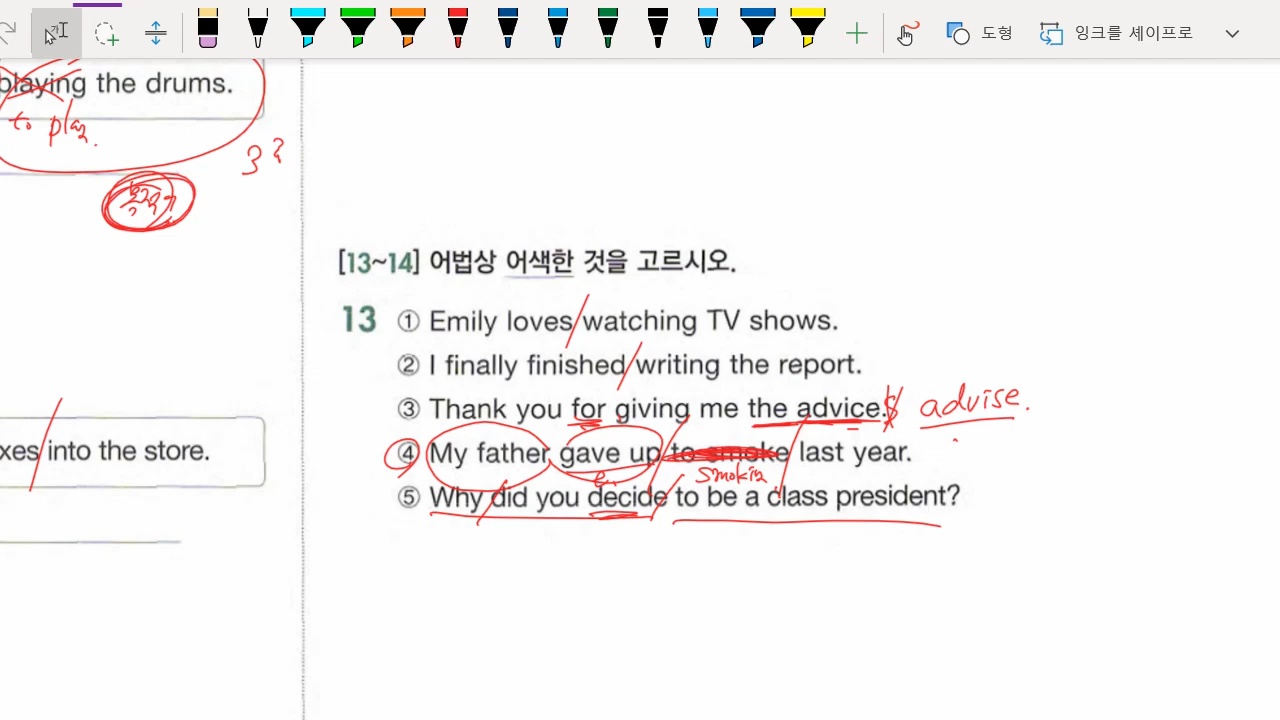 도형
잉크를 셰이프로
playing the drums.
to play.
[13~14] 어법상 어색한 것을 고르시오.
13 ① Emily loves watching TV shows.
② I finally finished writing the report.
③ Thank you for giving me the advice. advise.
④ My father gave up to smoke last year.
smokin
⑤ Why did you decide to be a class president?
xes into the store.